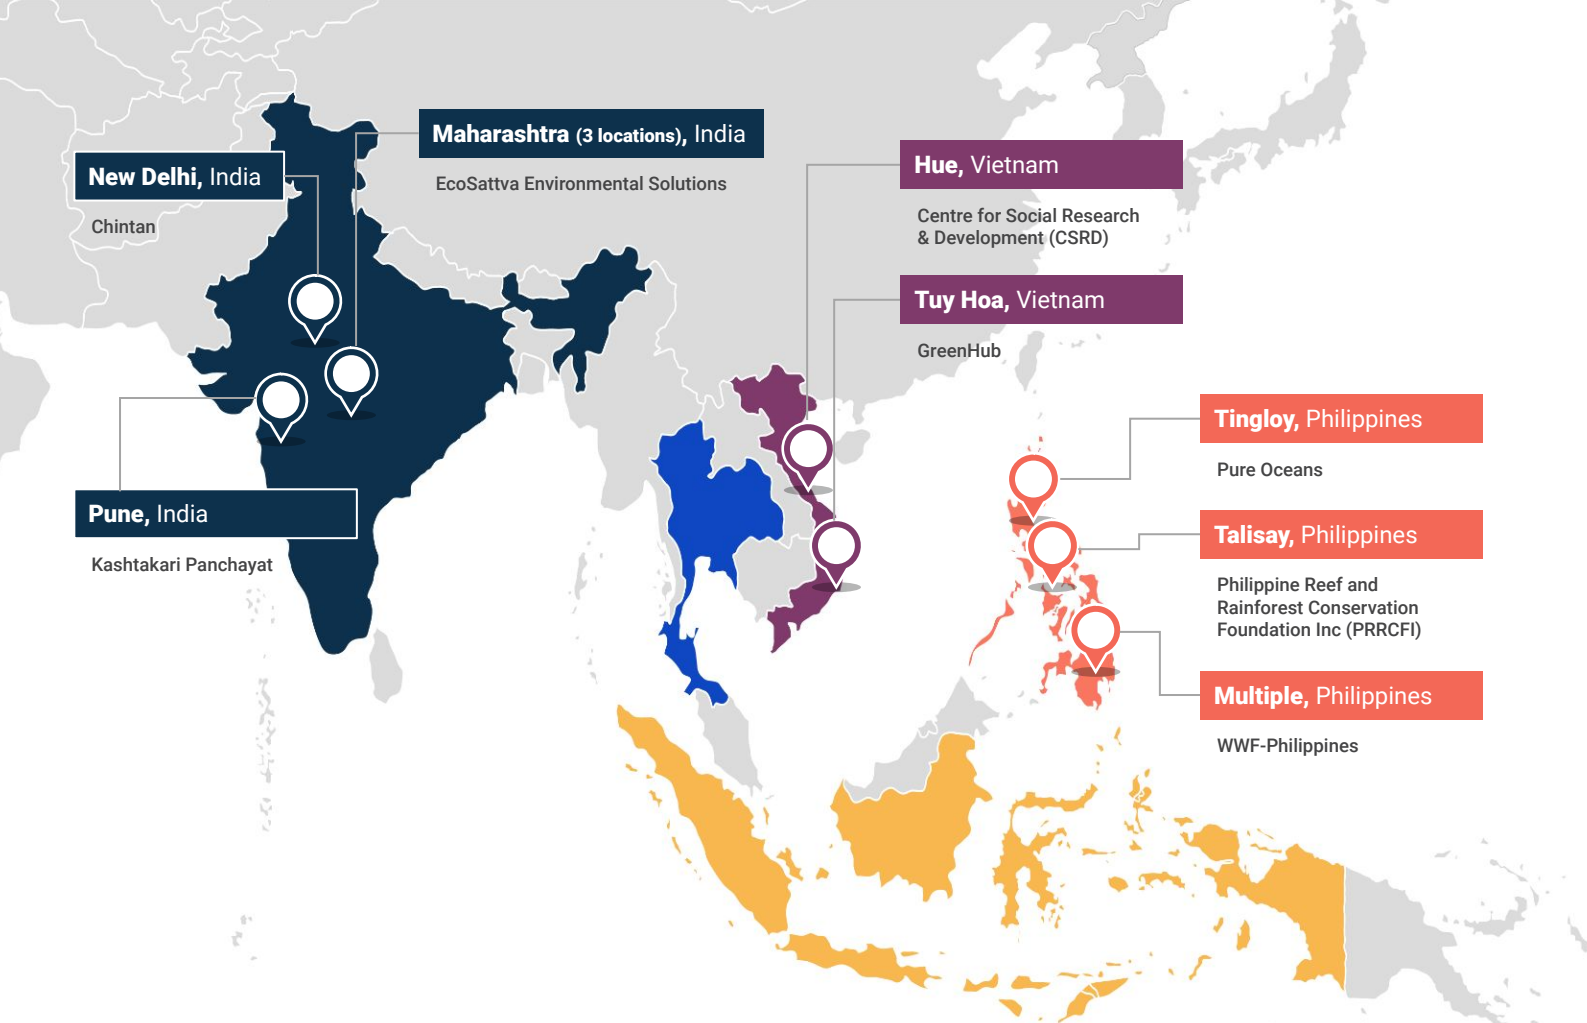 Maharashtra (3 locations), India
EcoSattva Environmental Solutions
New Delhi, India
Chintan
Pune, India
Kashtakari Panchayat
Hue, Vietnam
Centre for Social Research
& Development (CSRD)
Tuy Hoa, Vietnam
GreenHub
Tingloy, Philippines
Pure Oceans
Talisay, Philippines
Philippine Reef and
Rainforest Conservation
Foundation Inc (PRRCFI)
Multiple, Philippines
WWF-Philippines